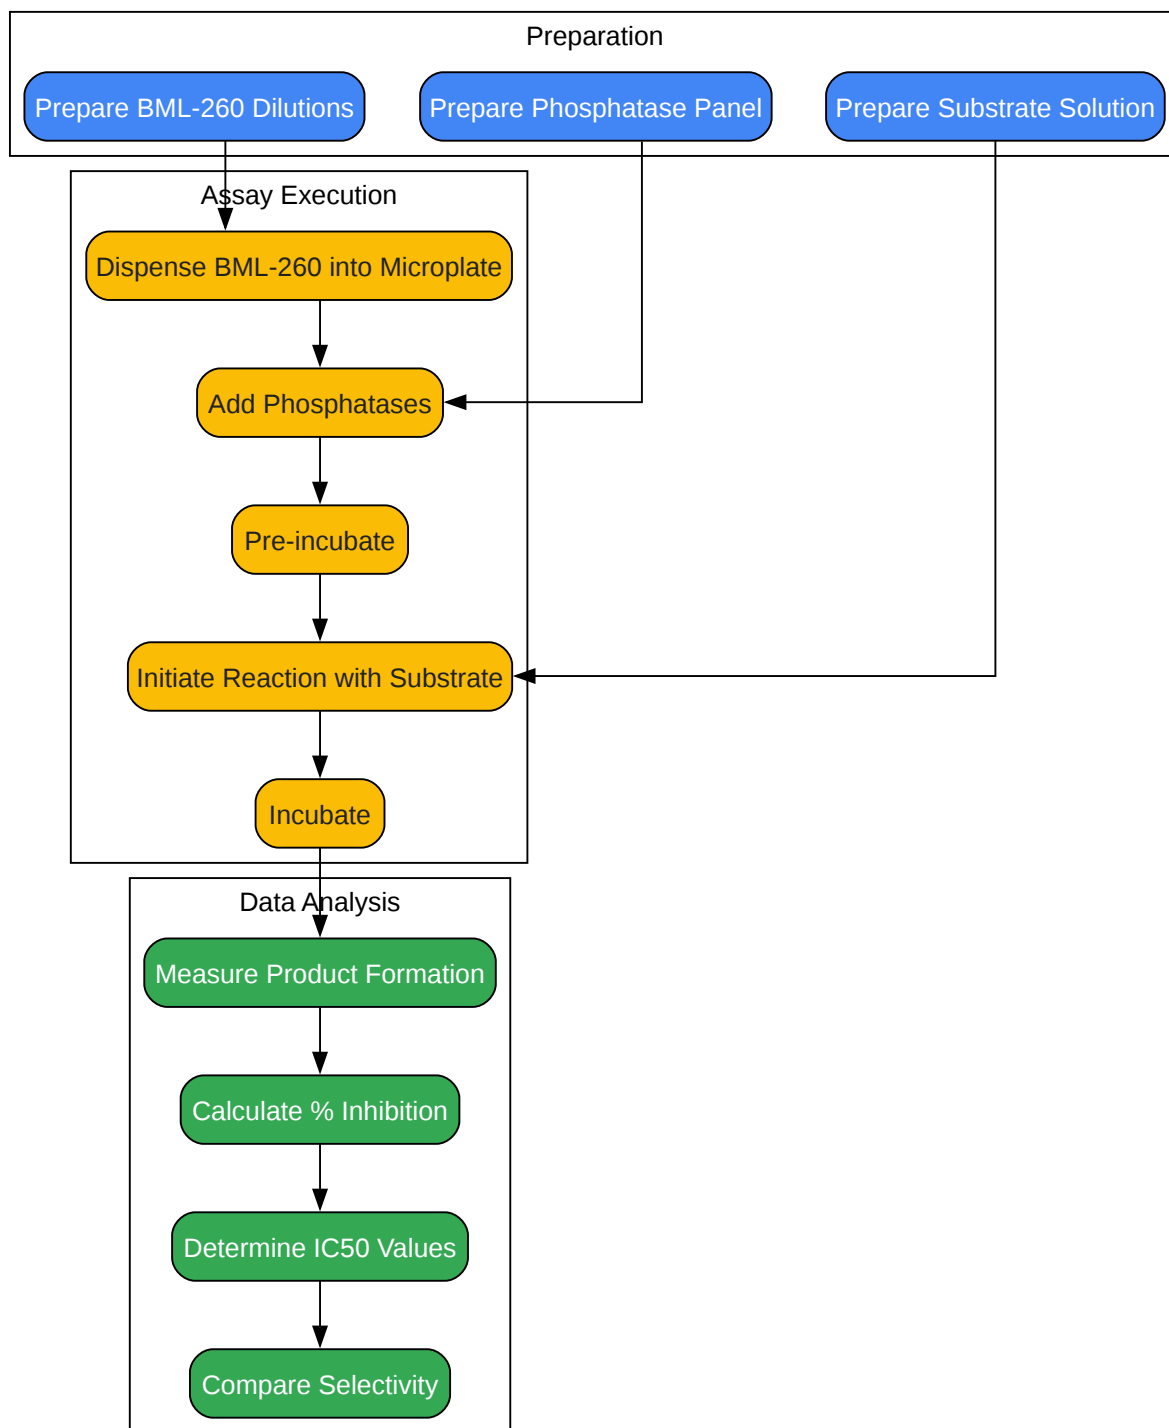 Preparation
Prepare BML-260 Dilutions
Prepare Phosphatase Panel
Prepare Substrate Solution
Assay Execution
Dispense BML-260 into Microplate
Add Phosphatases
Pre-incubate
Initiate Reaction with Substrate
Incubate
Data Analysis
Measure Product Formation
Calculate % Inhibition
Determine IC50 Values
Compare Selectivity